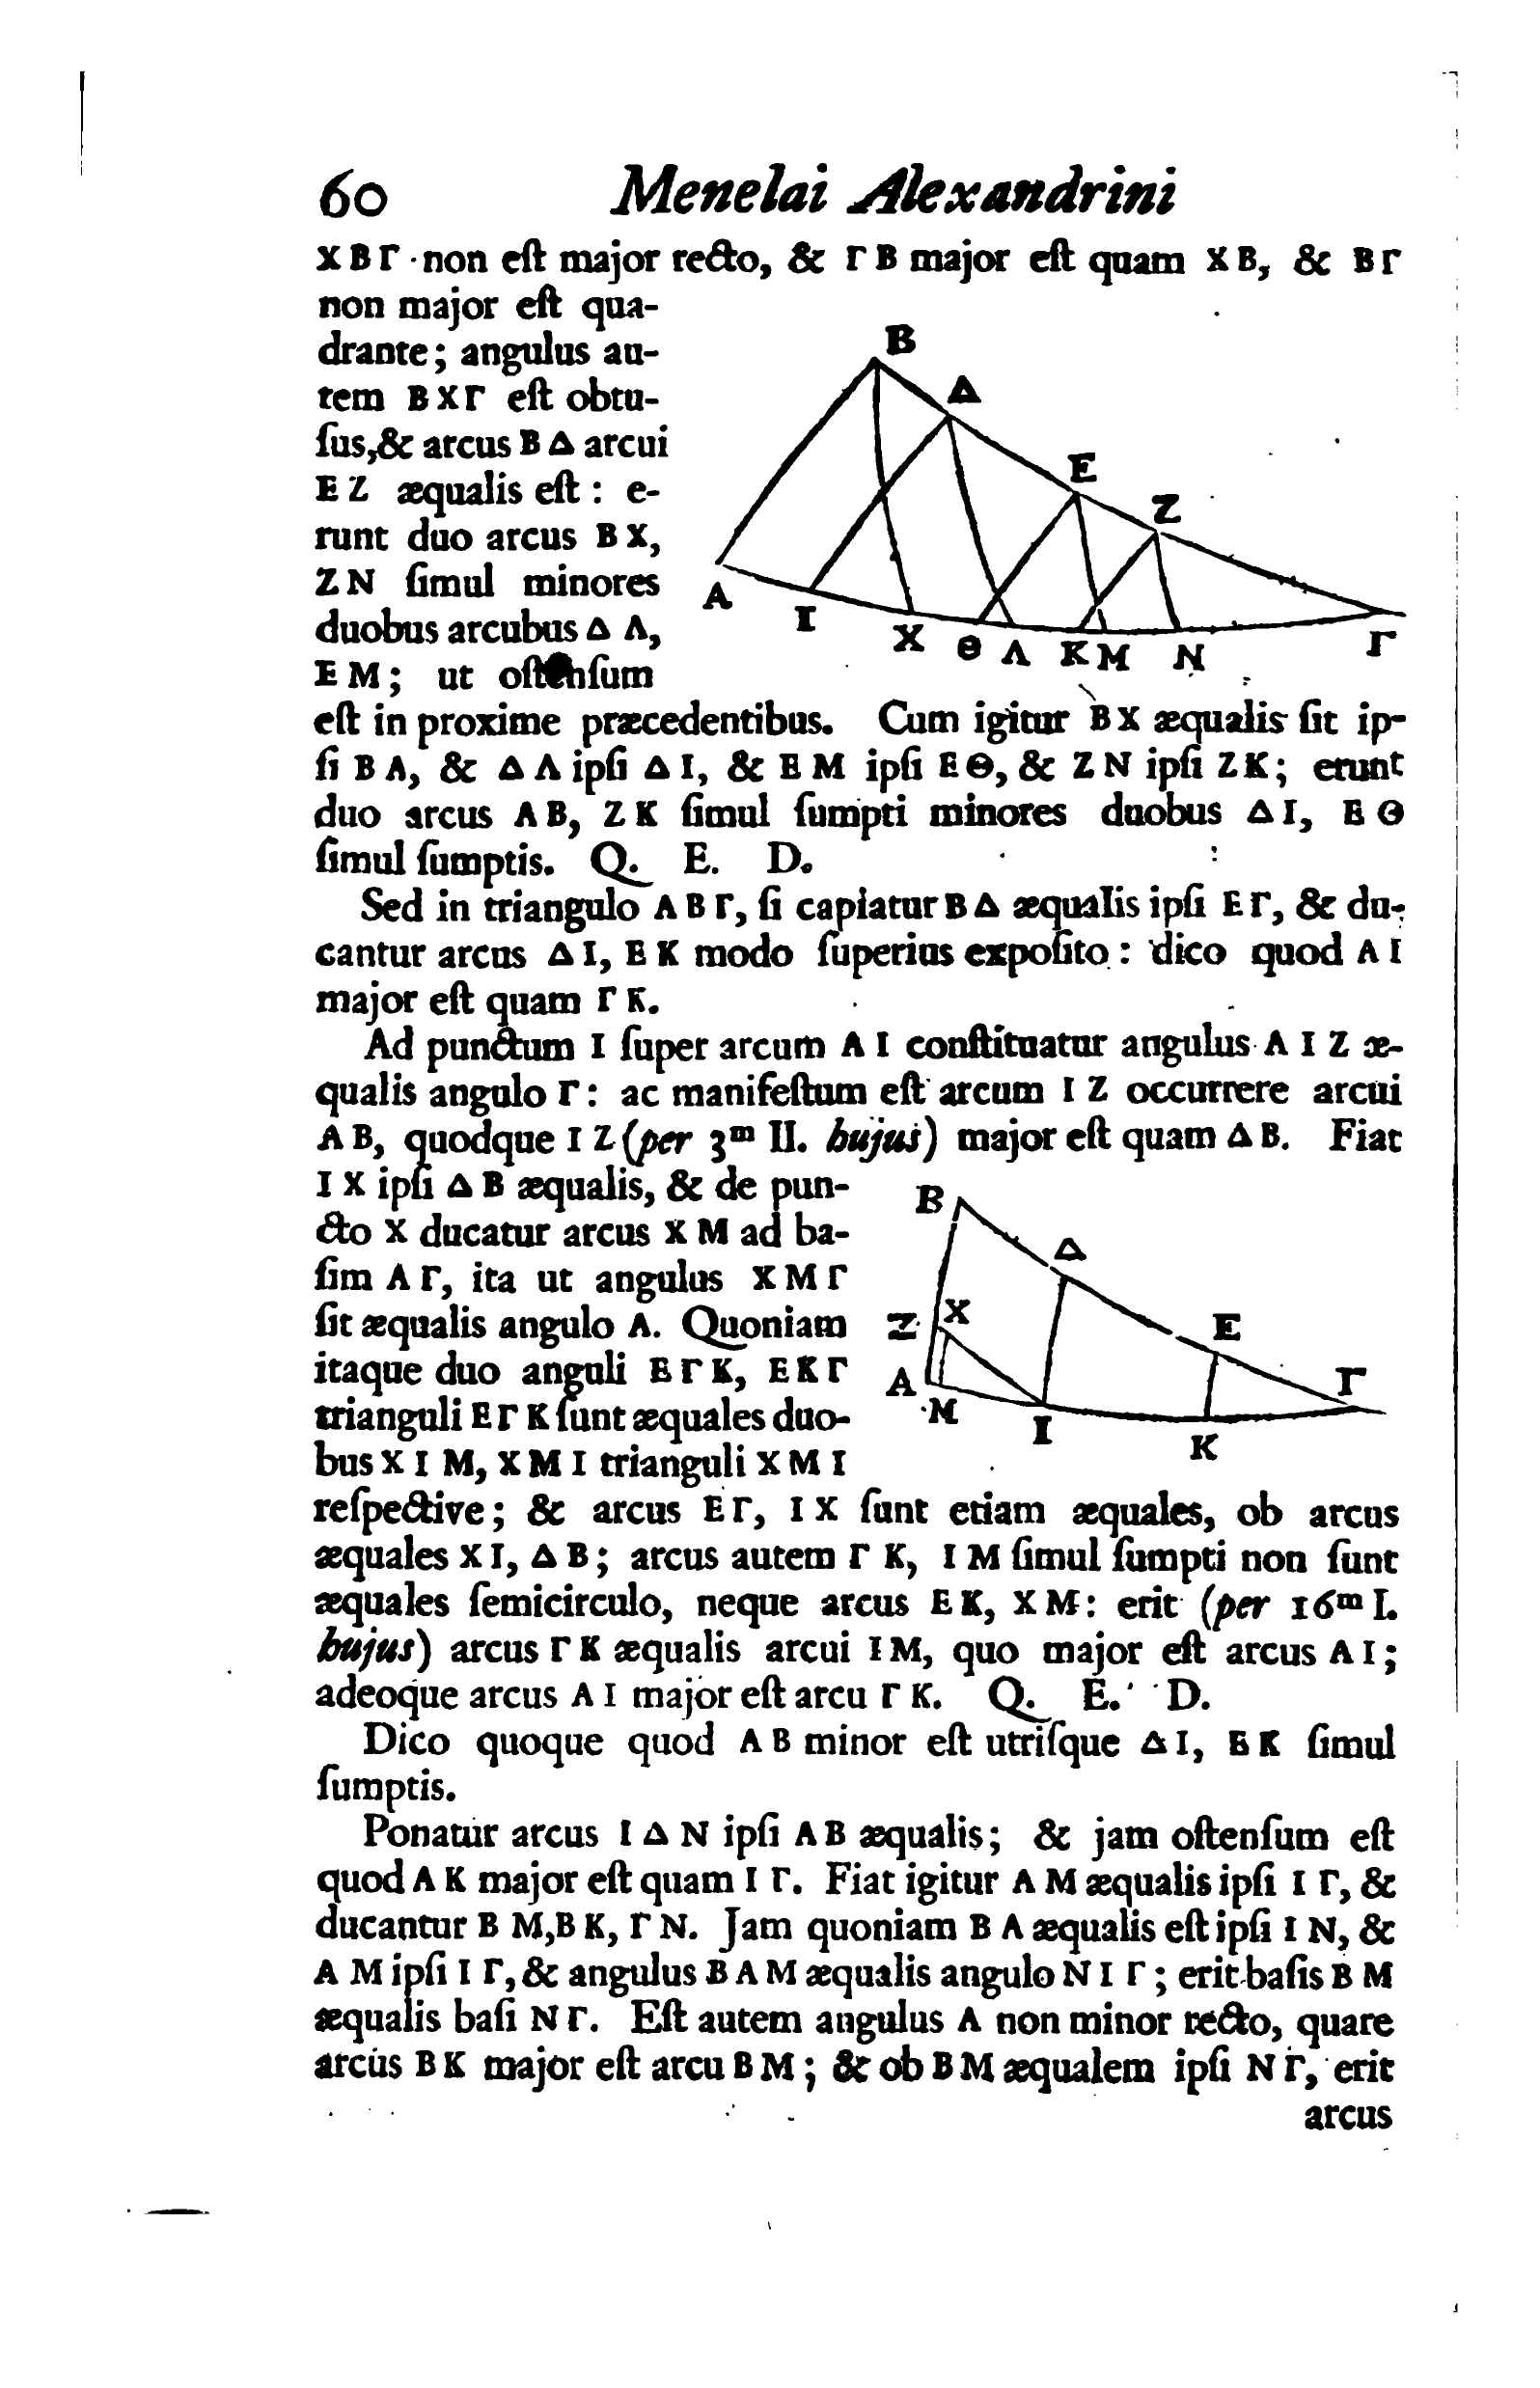 60 Menelai Alexandrini
Χ Β Γ non eſt major recto, & Γ Β major eſt quam Χ Β, & Β Γ
non major eſt qua-
drante; angulus au-
tem Β Χ Γ eſt obtu-
ſus, & arcus Β Δ arcui
Ε Ζ æqualis eſt: e-
runt duo arcus Β Χ,
Ζ Ν ſimul minores
duobus arcubus Δ Λ,
Ε Μ; ut oſtenſum
Β
Δ
Ε
Ζ
Α
Ι
Χ
Θ
Λ
Κ
Μ
Ν
Γ
eſt in proxime præcedentibus. Cum igitur Β Χ æqualis ſit ip-
ſi Β Α, & Δ Λ ipſi Δ Ι, & Ε Μ ipſi Ε Θ, & Ζ Ν ipſi Ζ Κ; erunt
duo arcus Α Β, Ζ Κ ſimul ſumpti minores duobus Δ Ι, Ε Θ
ſimul ſumptis. Q. E. D.
Sed in triangulo Α Β Γ, ſi capiatur Β Δ æqualis ipſi Ε Γ, & du-
cantur arcus Δ Ι, Ε Κ modo ſuperius expoſito: dico quod Α Ι
major eſt quam Γ Κ.
Ad punctum Ι ſuper arcum Α Ι conſtituatur angulus Α Ι Ζ æ-
qualis angulo Γ: ac manifeſtum eſt arcum Ι Ζ occurrere arcui
Α Β, quodque Ι Ζ (per 3m II. hujus) major eſt quam Δ Β. Fiat
Ι Χ ipſi Δ Β æqualis, & de pun-
cto Χ ducatur arcus Χ Μ ad ba-
ſim Α Γ, ita ut angulus Χ Μ Γ
ſit æqualis angulo Α. Quoniam
itaque duo anguli Ε Γ Κ, Ε Κ Γ
trianguli Ε Γ Κ ſunt æquales duo-
bus Χ Ι Μ, Χ Μ Ι trianguli Χ Μ Ι
Β
Δ
Ζ
Χ
Ε
Α
Μ
Ι
Κ
Γ
reſpective; & arcus Ε Γ, Ι Χ ſunt etiam æquales, ob arcus
æquales Χ Ι, Δ Β; arcus autem Γ Κ, Ι Μ ſimul ſumpti non ſunt
æquales ſemicirculo, neque arcus Ε Κ, Χ Μ: erit (per 16m I.
hujus) arcus Γ Κ æqualis arcui Ι Μ, quo major eſt arcus Α Ι;
adeoque arcus Α Ι major eſt arcu Γ Κ. Q. E. D.
Dico quoque quod Α Β minor eſt utriſque Δ Ι, Ε Κ ſimul
ſumptis.
Ponatur arcus Ι Δ Ν ipſi Α Β æqualis; & jam oſtenſum eſt
quod Α Κ major eſt quam Ι Γ. Fiat igitur Α Μ æqualis ipſi Ι Γ, &
ducantur Β Μ, Β Κ, Γ Ν. Jam quoniam Β Α æqualis eſt ipſi Ι Ν, &
Α Μ ipſi Ι Γ, & angulus Β Α Μ æqualis angulo Ν Ι Γ; erit baſis Β Μ
æqualis baſi Ν Γ. Eſt autem angulus Α non minor recto, quare
arcus Β Κ major eſt arcu Β Μ; & ob Β Μ æqualem ipſi Ν Γ, erit
arcus